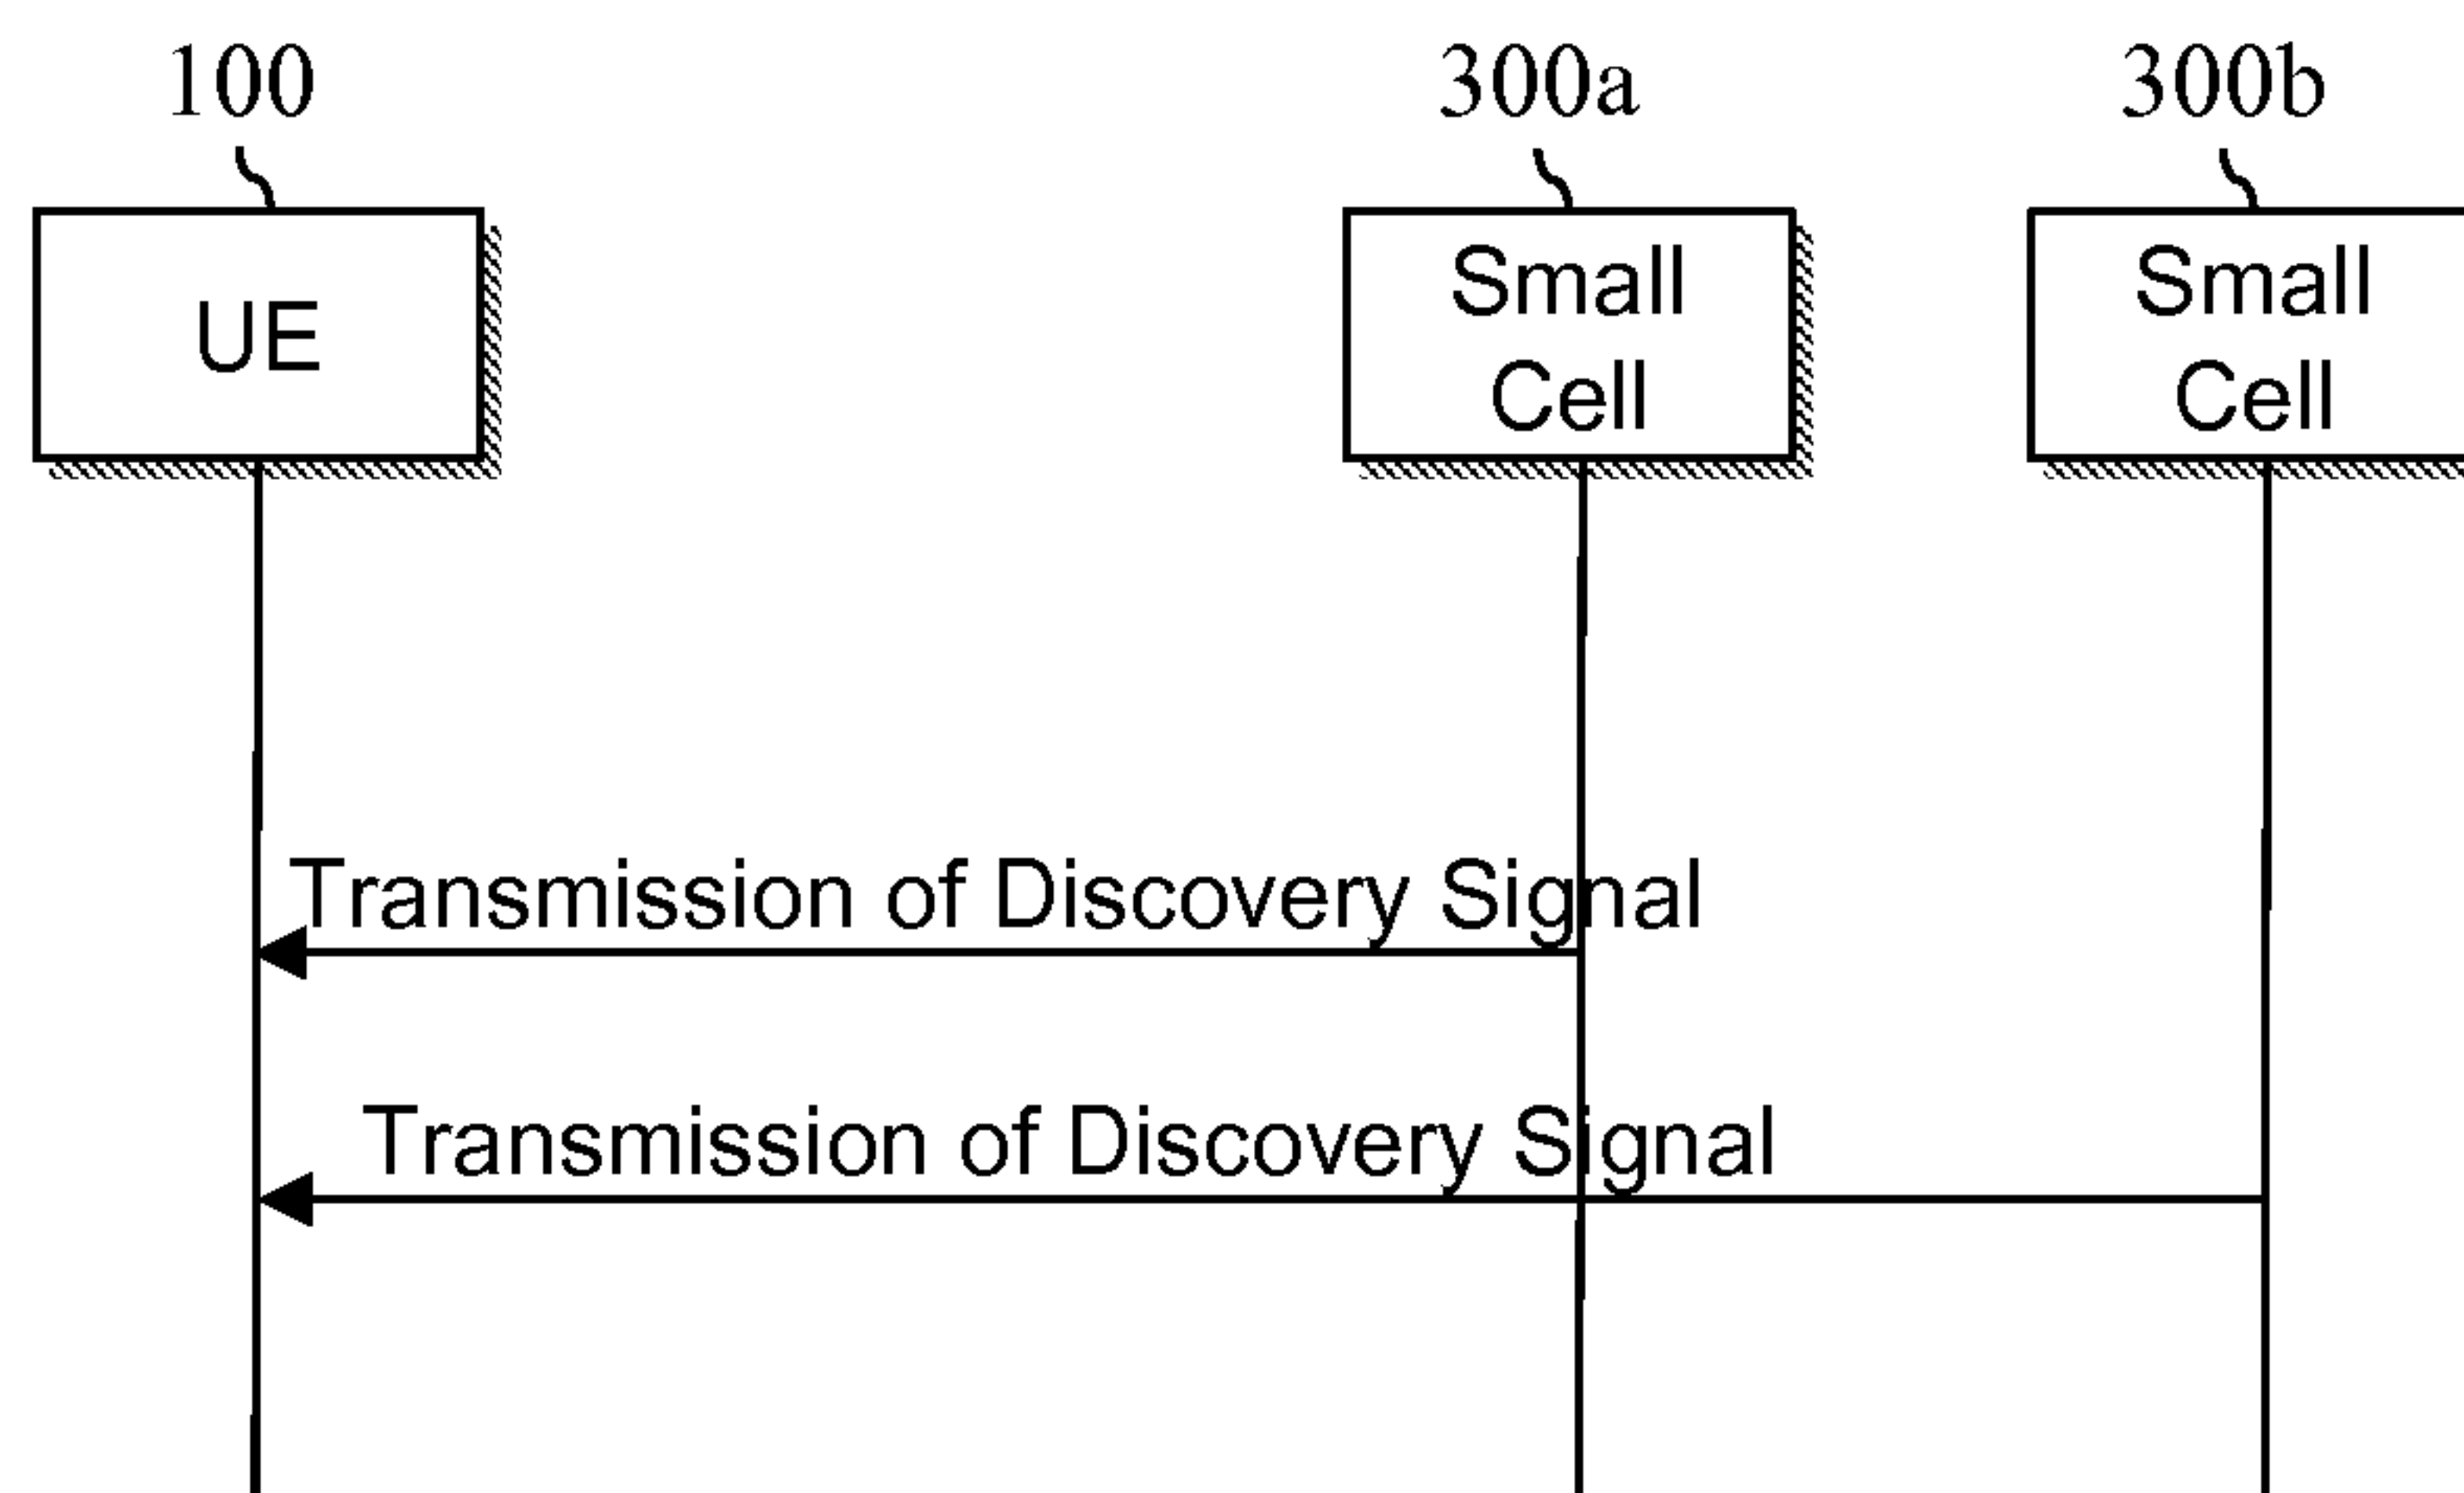 100
300a
300b
UE
Small
Cell
Small
Cell
Transmission of Discovery Signal
Transmission of Discovery Signal